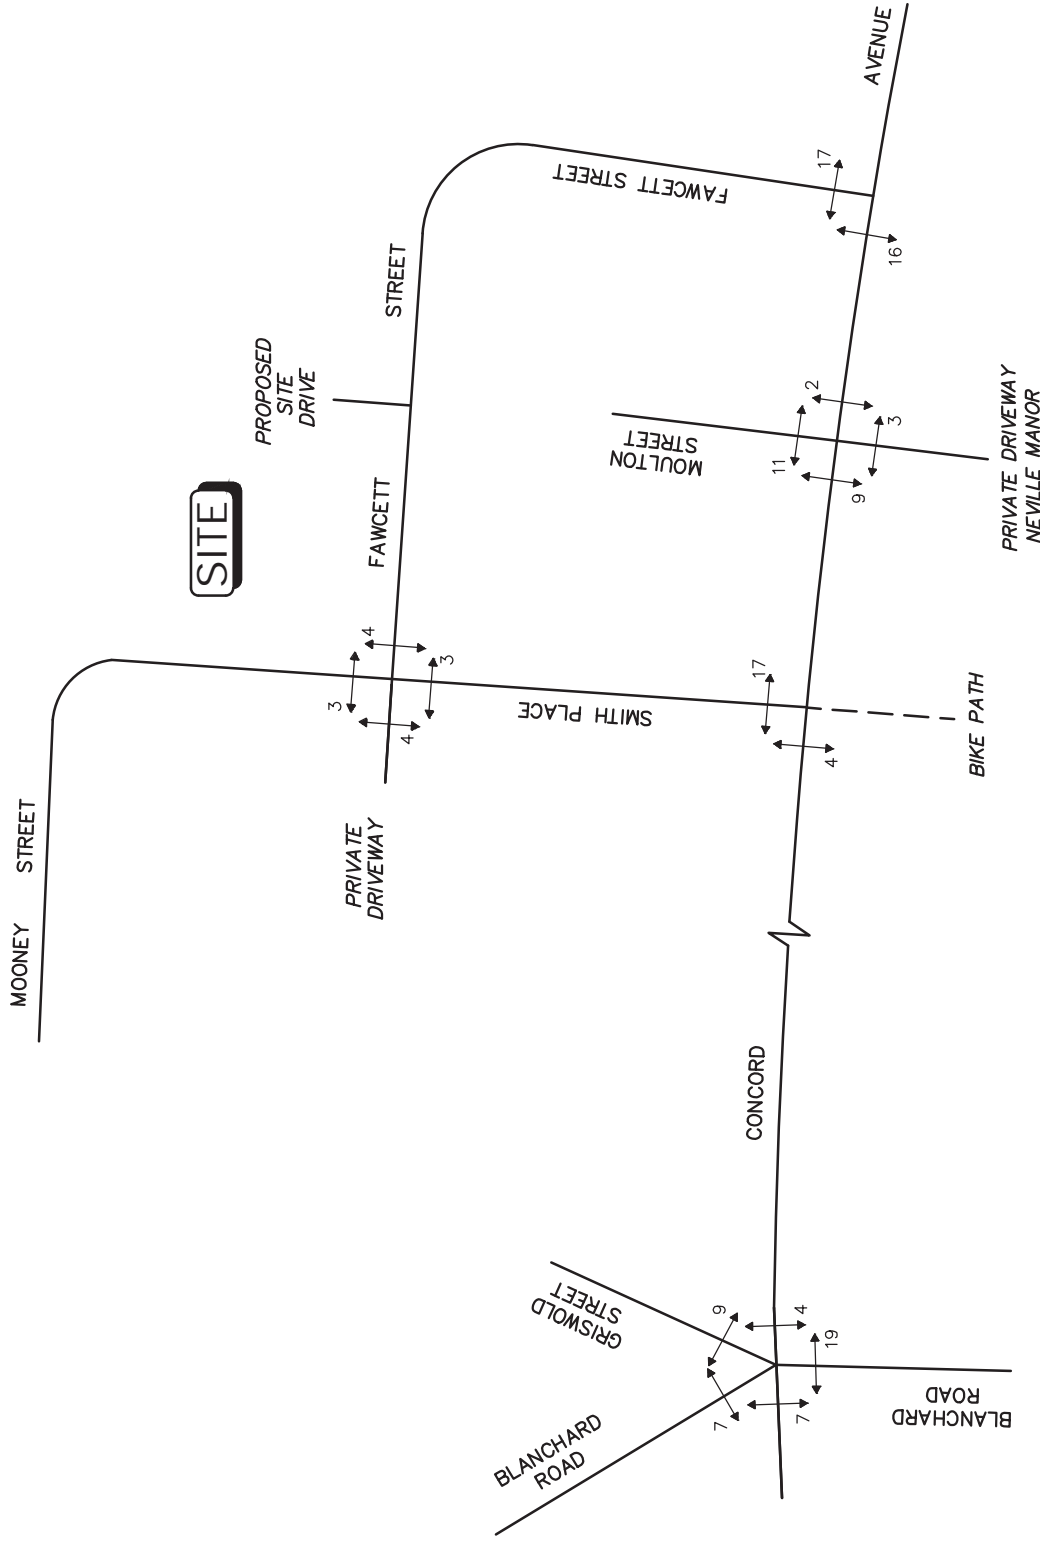 MOONEY STREET
SITE
PROPOSED
SITE
DRIVE
FAWCETT STREET
FAWCETT STREET
PRIVATE
DRIVEWAY
3
4
3
4
SMITH PLACE
17
4
BIKE PATH
MOULTON
STREET
11
2
3
9
PRIVATE DRIVEWAY
NEVILLE MANOR
17
16
CONCORD AVENUE
GRISWOLD
STREET
BLANCHARD
ROAD
9
4
19
7
7
BLANCHARD
ROAD